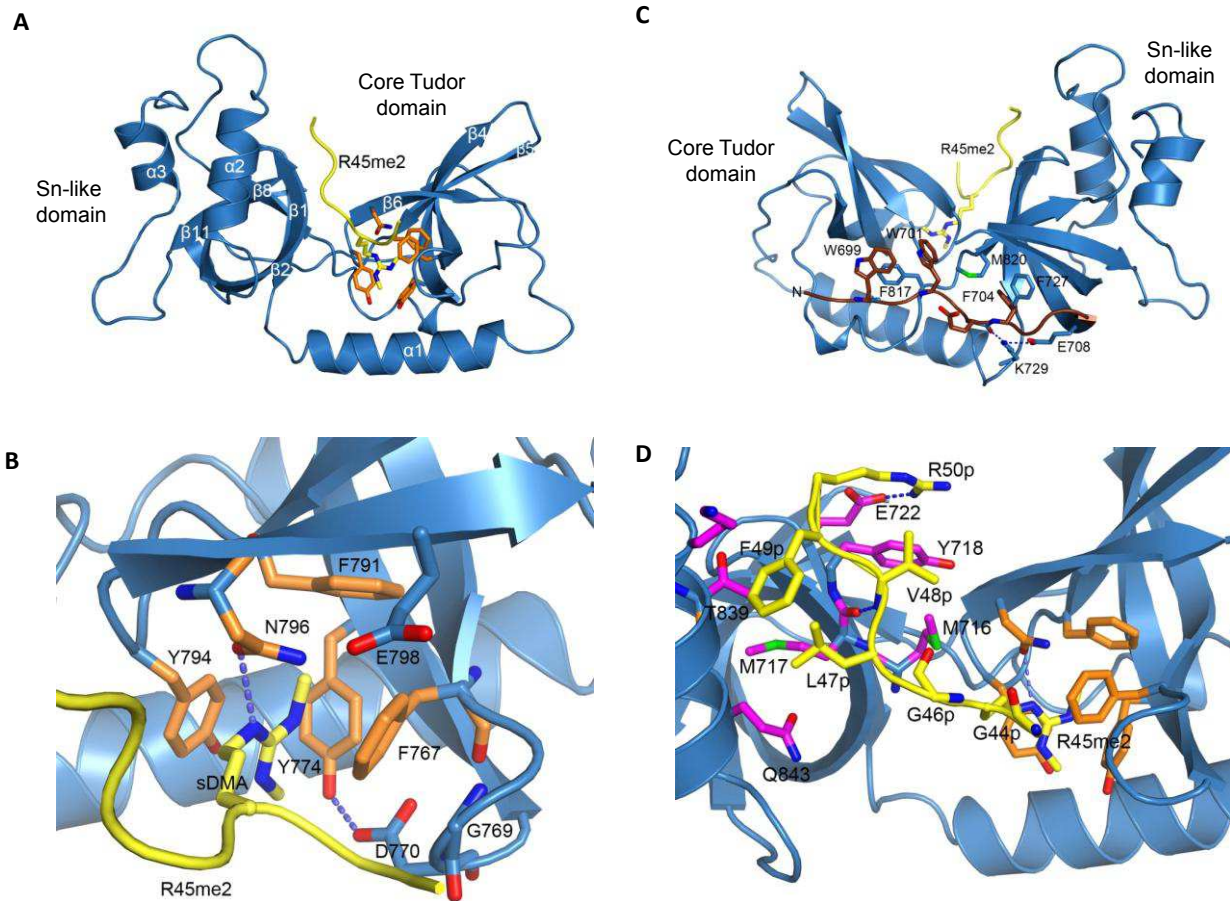 A
Sn-like
domain
Core Tudor
domain
R45me2
α3
α2
β8
β1
β11
β2
β4
β5
β6
α1
C
Core Tudor
domain
Sn-like
domain
R45me2
W699
W701
M820
F817
F704
F727
N
E708
K729
B
F791
N796
E798
Y794
F767
Y774
sDMA
G769
D770
R45me2
D
R50p
E722
F49p
Y718
V48p
T839
M716
M717
L47p
G46p
G44p
R45me2
Q843